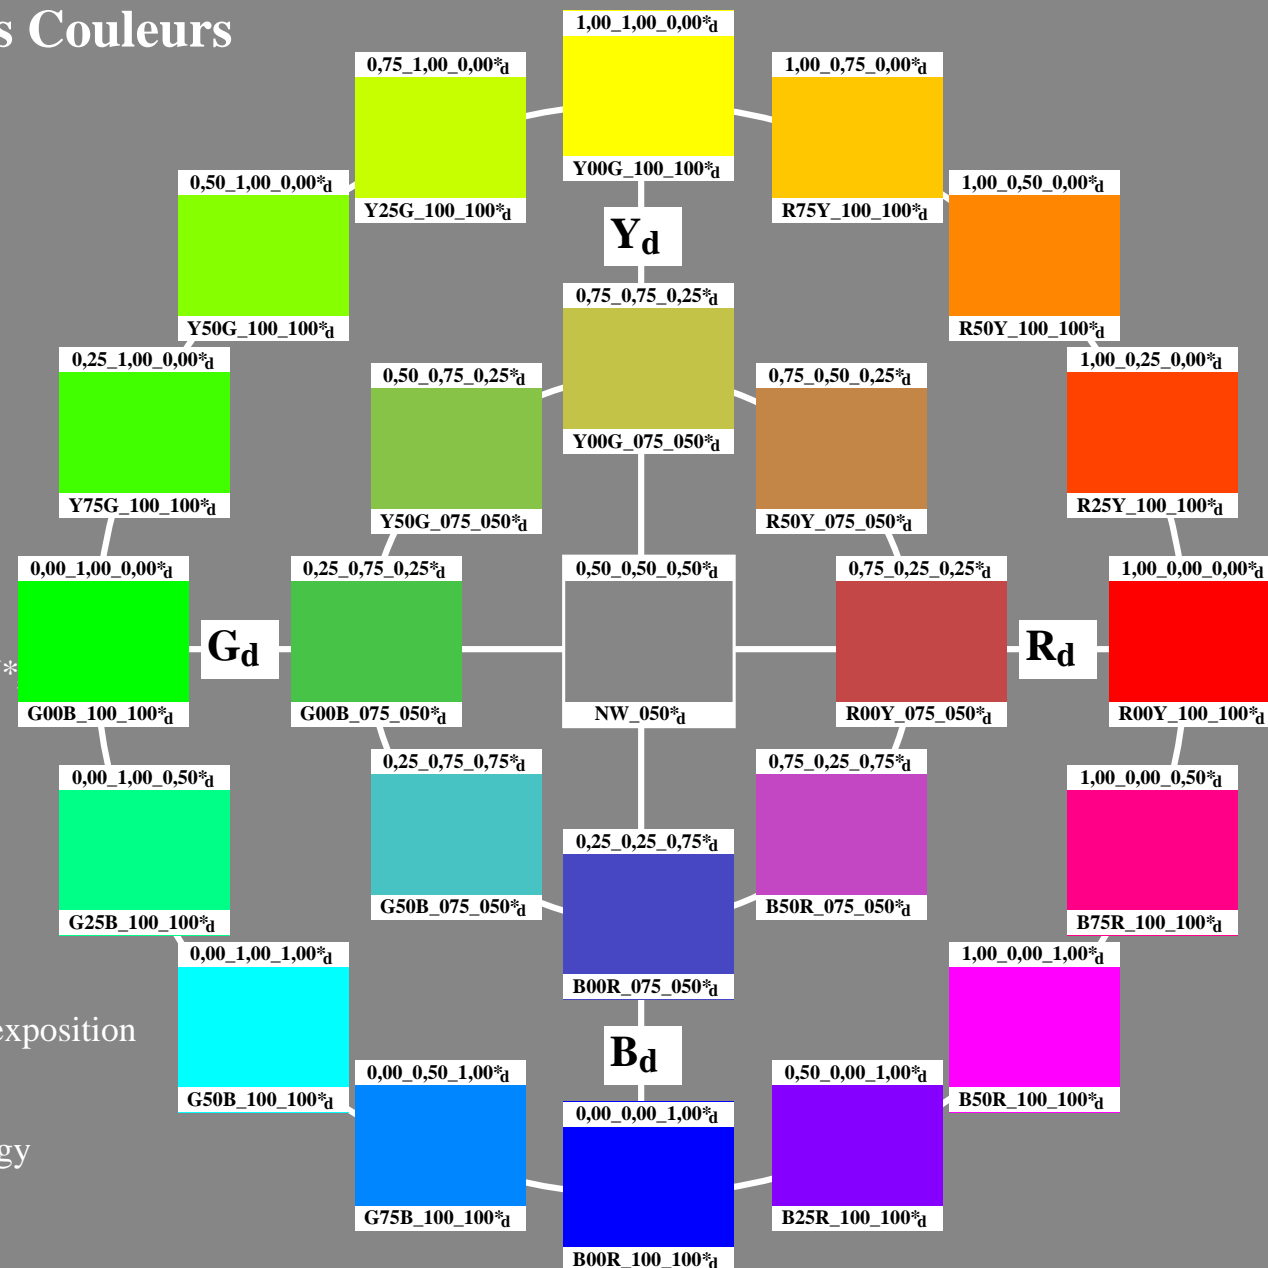 s Couleurs
1,00_1,00_0,00*d
0,75_1,00_0,00*d
1,00_0,75_0,00*d
Y00G_100_100*d
0,50_1,00_0,00*d
1,00_0,50_0,00*d
Y25G_100_100*d
R75Y_100_100*d
Yd
0,75_0,75_0,25*d
Y50G_100_100*d
R50Y_100_100*d
0,25_1,00_0,00*d
1,00_0,25_0,00*d
0,50_0,75_0,25*d
0,75_0,50_0,25*d
Y00G_075_050*d
Y75G_100_100*d
R25Y_100_100*d
Y50G_075_050*d
R50Y_075_050*d
0,00_1,00_0,00*d
0,25_0,75_0,25*d
0,50_0,50_0,50*d
0,75_0,25_0,25*d
1,00_0,00_0,00*d
Gd
Rd
G00B_100_100*d
G00B_075_050*d
NW_050*d
R00Y_075_050*d
R00Y_100_100*d
0,25_0,75_0,75*d
0,75_0,25_0,75*d
0,00_1,00_0,50*d
1,00_0,00_0,50*d
0,25_0,25_0,75*d
G50B_075_050*d
B50R_075_050*d
G25B_100_100*d
B75R_100_100*d
0,00_1,00_1,00*d
1,00_0,00_1,00*d
B00R_075_050*d
exposition
Bd
0,00_0,50_1,00*d
0,50_0,00_1,00*d
G50B_100_100*d
B50R_100_100*d
0,00_0,00_1,00*d
gy
G75B_100_100*d
B25R_100_100*d
B00R_100_100*d